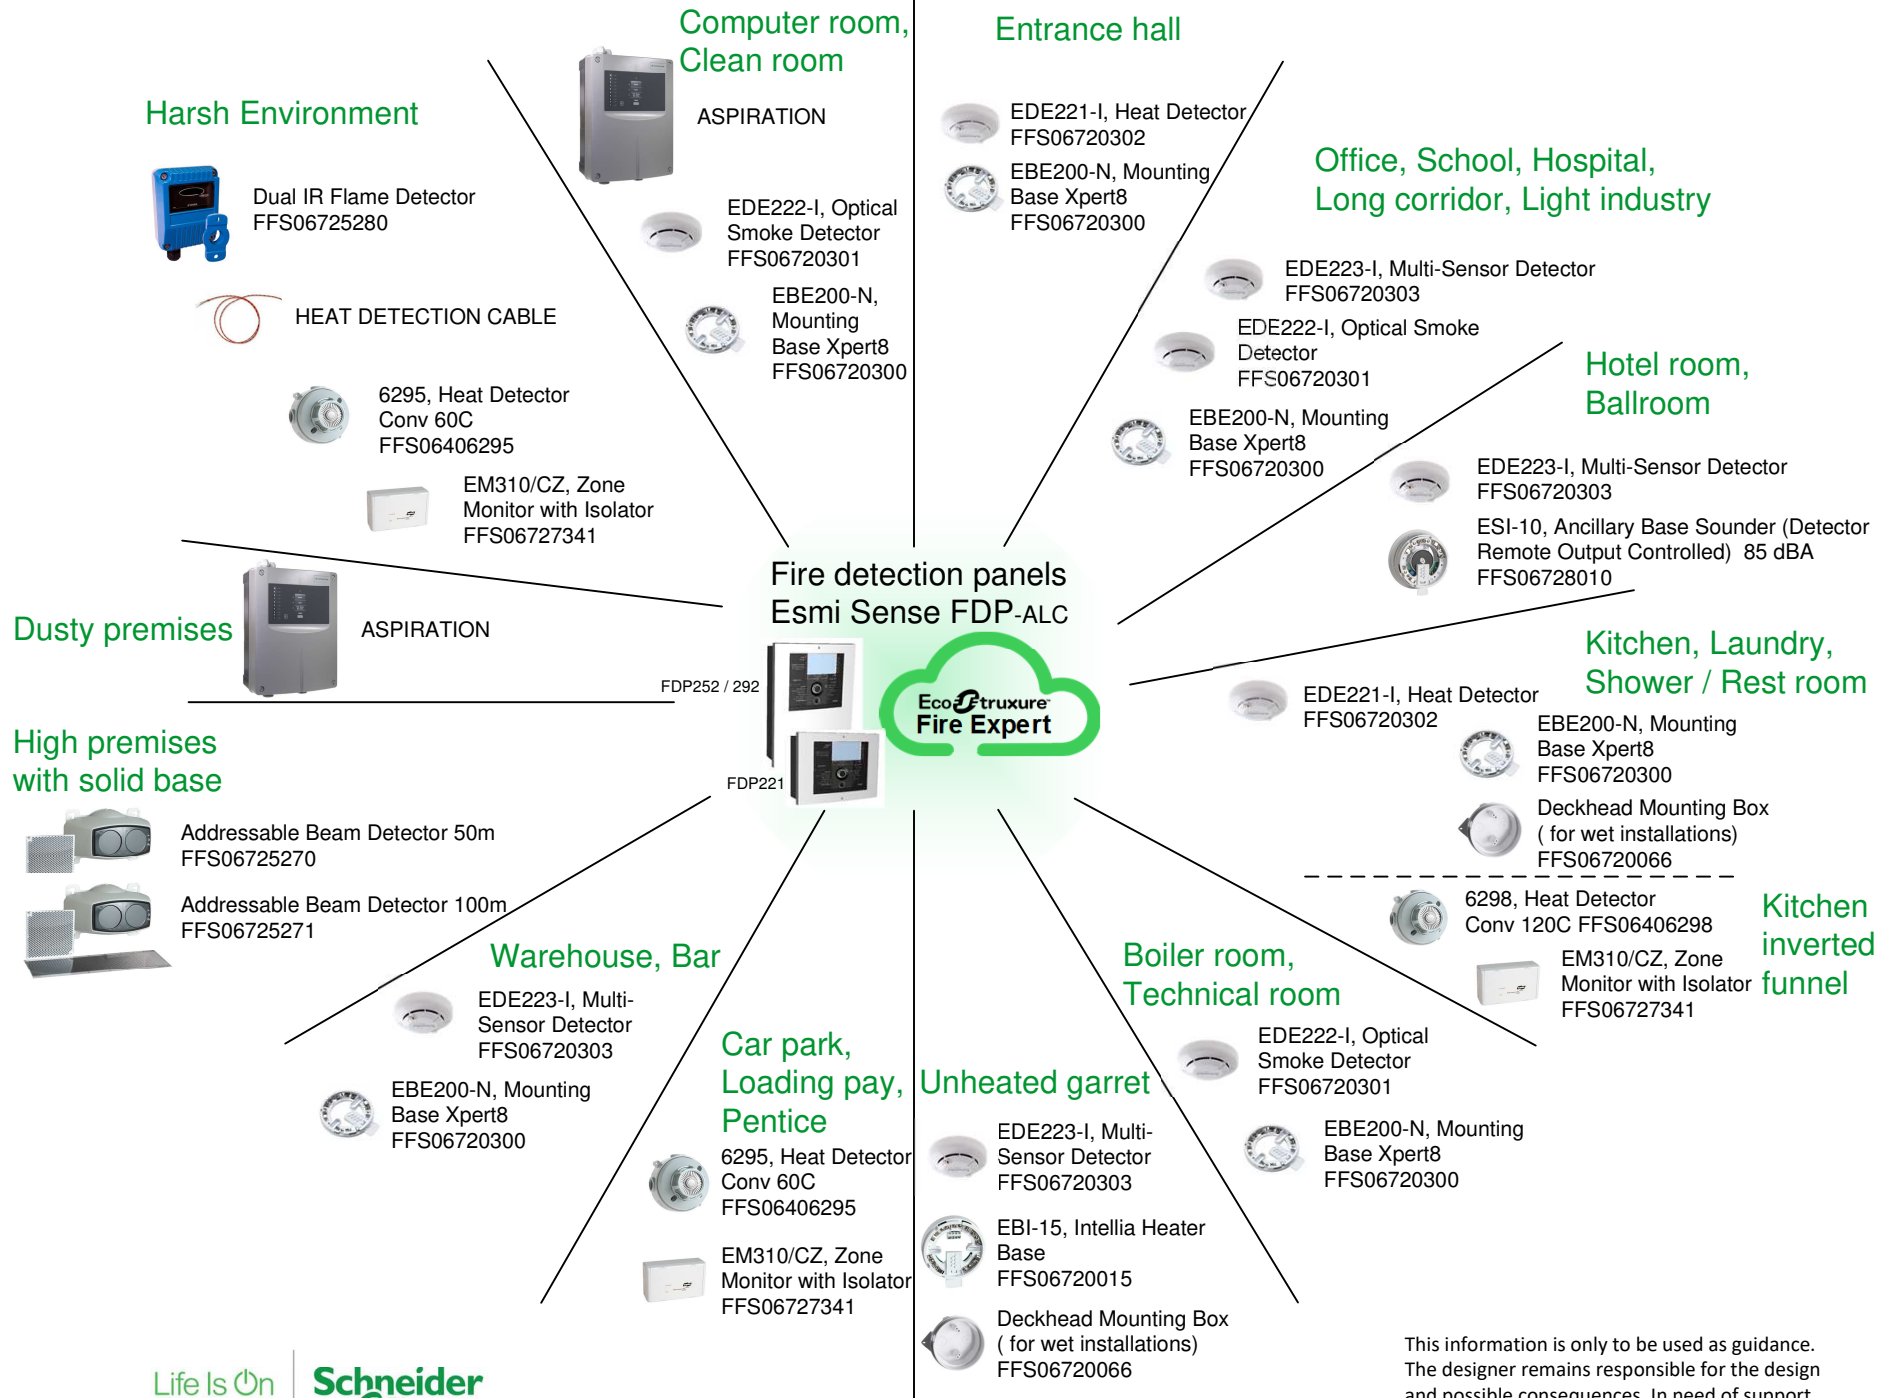 Computer room,
Clean room
ASPIRATION
EDE222-I, Optical
Smoke Detector
FFS06720301
EBE200-N,
Mounting
Base Xpert8
FFS06720300
Entrance hall
EDE221-I, Heat Detector
FFS06720302
EBE200-N, Mounting
Base Xpert8
FFS06720300
Office, School, Hospital,
Long corridor, Light industry
EDE223-I, Multi-Sensor Detector
FFS06720303
EDE222-I, Optical Smoke
Detector
FFS06720301
EBE200-N, Mounting
Base Xpert8
FFS06720300
Hotel room,
Ballroom
EDE223-I, Multi-Sensor Detector
FFS06720303
ESI-10, Ancillary Base Sounder (Detector
Remote Output Controlled) 85 dBA
FFS06728010
Kitchen, Laundry,
Shower / Rest room
EDE221-I, Heat Detector
FFS06720302
EBE200-N, Mounting
Base Xpert8
FFS06720300
Deckhead Mounting Box
( for wet installations)
FFS06720066
Kitchen
inverted
funnel
6298, Heat Detector
Conv 120C FFS06406298
EM310/CZ, Zone
Monitor with Isolator
FFS06727341
Boiler room,
Technical room
EDE222-I, Optical
Smoke Detector
FFS06720301
EBE200-N, Mounting
Base Xpert8
FFS06720300
Unheated garret
EDE223-I, Multi-
Sensor Detector
FFS06720303
EBI-15, Intellia Heater
Base
FFS06720015
Deckhead Mounting Box
( for wet installations)
FFS06720066
Car park,
Loading pay,
Pentice
6295, Heat Detector
Conv 60C
FFS06406295
EM310/CZ, Zone
Monitor with Isolator
FFS06727341
Warehouse, Bar
EDE223-I, Multi-
Sensor Detector
FFS06720303
EBE200-N, Mounting
Base Xpert8
FFS06720300
High premises
with solid base
Addressable Beam Detector 50m
FFS06725270
Addressable Beam Detector 100m
FFS06725271
Dusty premises
ASPIRATION
Harsh Environment
Dual IR Flame Detector
FFS06725280
HEAT DETECTION CABLE
6295, Heat Detector
Conv 60C
FFS06406295
EM310/CZ, Zone
Monitor with Isolator
FFS06727341
Fire detection panels
Esmi Sense FDP-ALC
FDP252 / 292
FDP221
EcoStruxure
Fire Expert
Life Is On
Schneider
This information is only to be used as guidance.
The designer remains responsible for the design
and possible consequences. In need of support